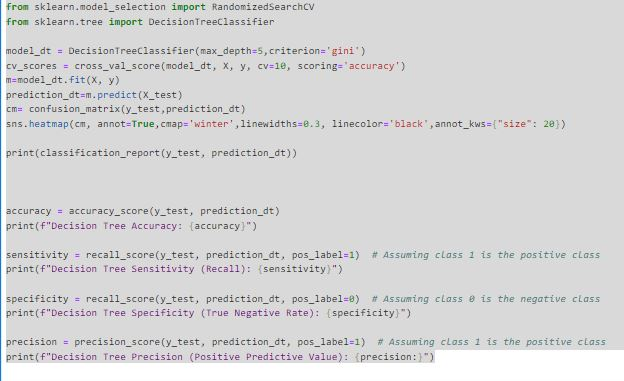 from sklearn.model_selection import RandomizedSearchCV
from sklearn.tree import DecisionTreeClassifier
model_dt = DecisionTreeClassifier(max_depth=5,criterion='gini')
cv_scores = cross_val_score(model_dt, X, y, cv=10, scoring='accuracy')
m=model_dt.fit(X, y)
prediction_dt=m.predict(X_test)
cm= confusion_matrix(y_test,prediction_dt)
sns.heatmap(cm, annot=True,cmap='winter',linewidths=0.3, linecolor='black',annot_kws={"size": 20})
print(classification_report(y_test, prediction_dt))
accuracy = accuracy_score(y_test, prediction_dt)
print(f"Decision Tree Accuracy: {accuracy}")
sensitivity = recall_score(y_test, prediction_dt, pos_label=1)  # Assuming class 1 is the positive class
print(f"Decision Tree Sensitivity (Recall): {sensitivity}")
specificity = recall_score(y_test, prediction_dt, pos_label=0)  # Assuming class 0 is the negative class
print(f"Decision Tree Specificity (True Negative Rate): {specificity}")
precision = precision_score(y_test, prediction_dt, pos_label=1)  # Assuming class 1 is the positive class
print(f"Decision Tree Precision (Positive Predictive Value): {precision:}")